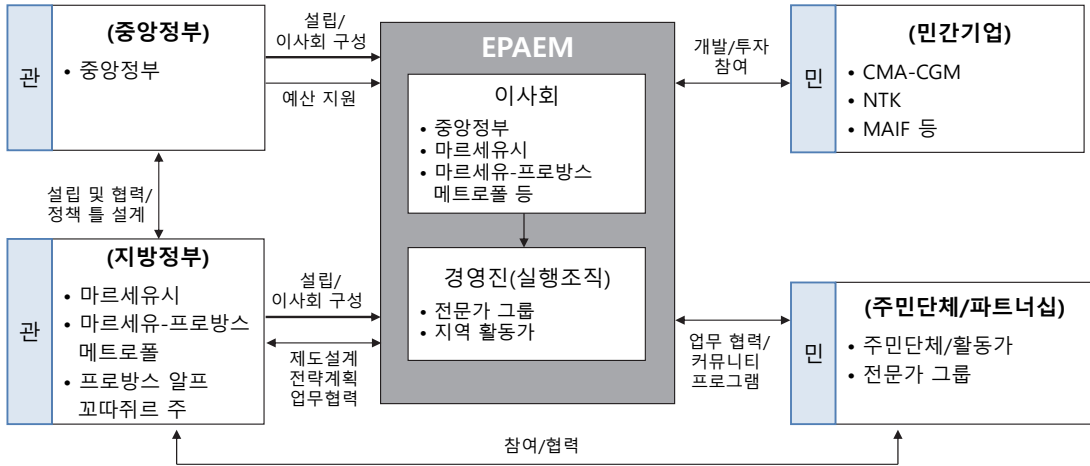 관
(중앙정부)
• 중앙정부
설립/
이사회 구성
예산 지원
설립 및 협력/
정책 틀 설계
관
(지방정부)
• 마르세유시
• 마르세유-프로방스
메트로폴
• 프로방스 알프
꼬따쥐르 주
설립/
이사회 구성
제도설계
전략계획
업무협력
EPAEM
이사회
• 중앙정부
• 마르세유시
• 마르세유-프로방스
메트로폴 등
경영진(실행조직)
• 전문가 그룹
• 지역 활동가
개발/투자
참여
민
(민간기업)
• CMA-CGM
• NTK
• MAIF 등
업무 협력/
커뮤니티
프로그램
민
(주민단체/파트너십)
• 주민단체/활동가
• 전문가 그룹
참여/협력